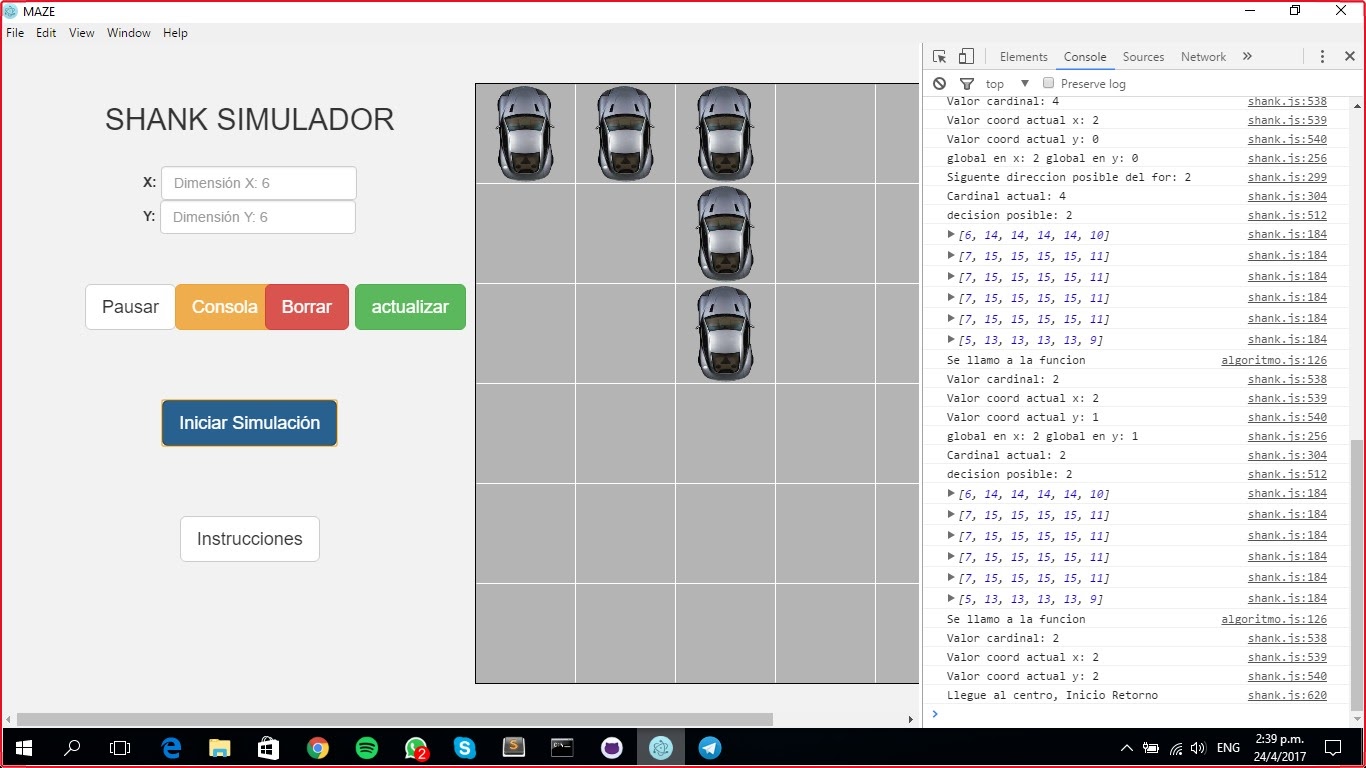 MAZE
File Edit View Window Help
SHANK SIMULADOR
X: Dimensión X: 6
Y: Dimensión Y: 6
Pausar Consola Borrar actualizar
Iniciar Simulación
Instrucciones
Elements Console Sources Network »
top Preserve log
Valor cardinal: 4 shank.js:538
Valor coord actual x: 2 shank.js:539
Valor coord actual y: 0 shank.js:540
global en x: 2 global en y: 0 shank.js:256
Siguente direccion posible del for: 2 shank.js:299
Cardinal actual: 4 shank.js:304
decision posible: 2 shank.js:512
[6, 14, 14, 14, 14, 10] shank.js:184
[7, 15, 15, 15, 15, 11] shank.js:184
[7, 15, 15, 15, 15, 11] shank.js:184
[7, 15, 15, 15, 15, 11] shank.js:184
[7, 15, 15, 15, 15, 11] shank.js:184
[5, 13, 13, 13, 13, 9] shank.js:184
Se llamo a la funcion algoritmo.js:126
Valor cardinal: 2 shank.js:538
Valor coord actual x: 2 shank.js:539
Valor coord actual y: 1 shank.js:540
global en x: 2 global en y: 1 shank.js:256
Cardinal actual: 2 shank.js:304
decision posible: 2 shank.js:512
[6, 14, 14, 14, 14, 10] shank.js:184
[7, 15, 15, 15, 15, 11] shank.js:184
[7, 15, 15, 15, 15, 11] shank.js:184
[7, 15, 15, 15, 15, 11] shank.js:184
[7, 15, 15, 15, 15, 11] shank.js:184
[5, 13, 13, 13, 13, 9] shank.js:184
Se llamo a la funcion algoritmo.js:126
Valor cardinal: 2 shank.js:538
Valor coord actual x: 2 shank.js:539
Valor coord actual y: 2 shank.js:540
Llegue al centro, Inicio Retorno shank.js:620
2
S
ENG
2:39 p.m.
24/4/2017